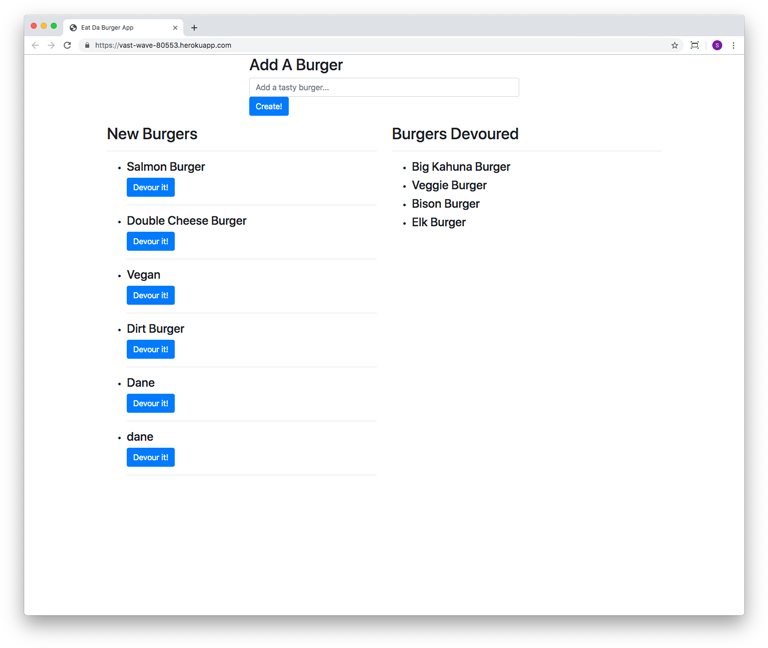 Eat Da Burger App
https://vast-wave-80553.herokuapp.com
S
Add A Burger
Add a tasty burger...
Create!
New Burgers
Salmon Burger
Devour it!
Double Cheese Burger
Devour it!
Vegan
Devour it!
Dirt Burger
Devour it!
Dane
Devour it!
dane
Devour it!
Burgers Devoured
Big Kahuna Burger
Veggie Burger
Bison Burger
Elk Burger